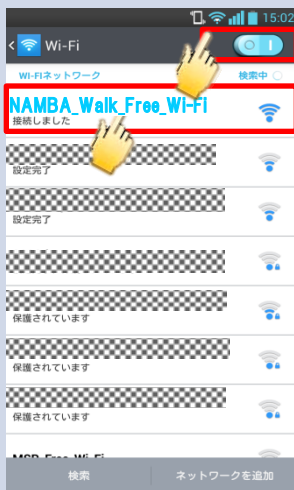 15:02
Wi-Fi
WI-FIネットワーク 検索中
NAMBA_Walk_Free_Wi-Fi
接続しました
設定完了
設定完了
保護されています
保護されています
保護されています
MSP_Free_Wi-Fi
検索 ネットワークを追加